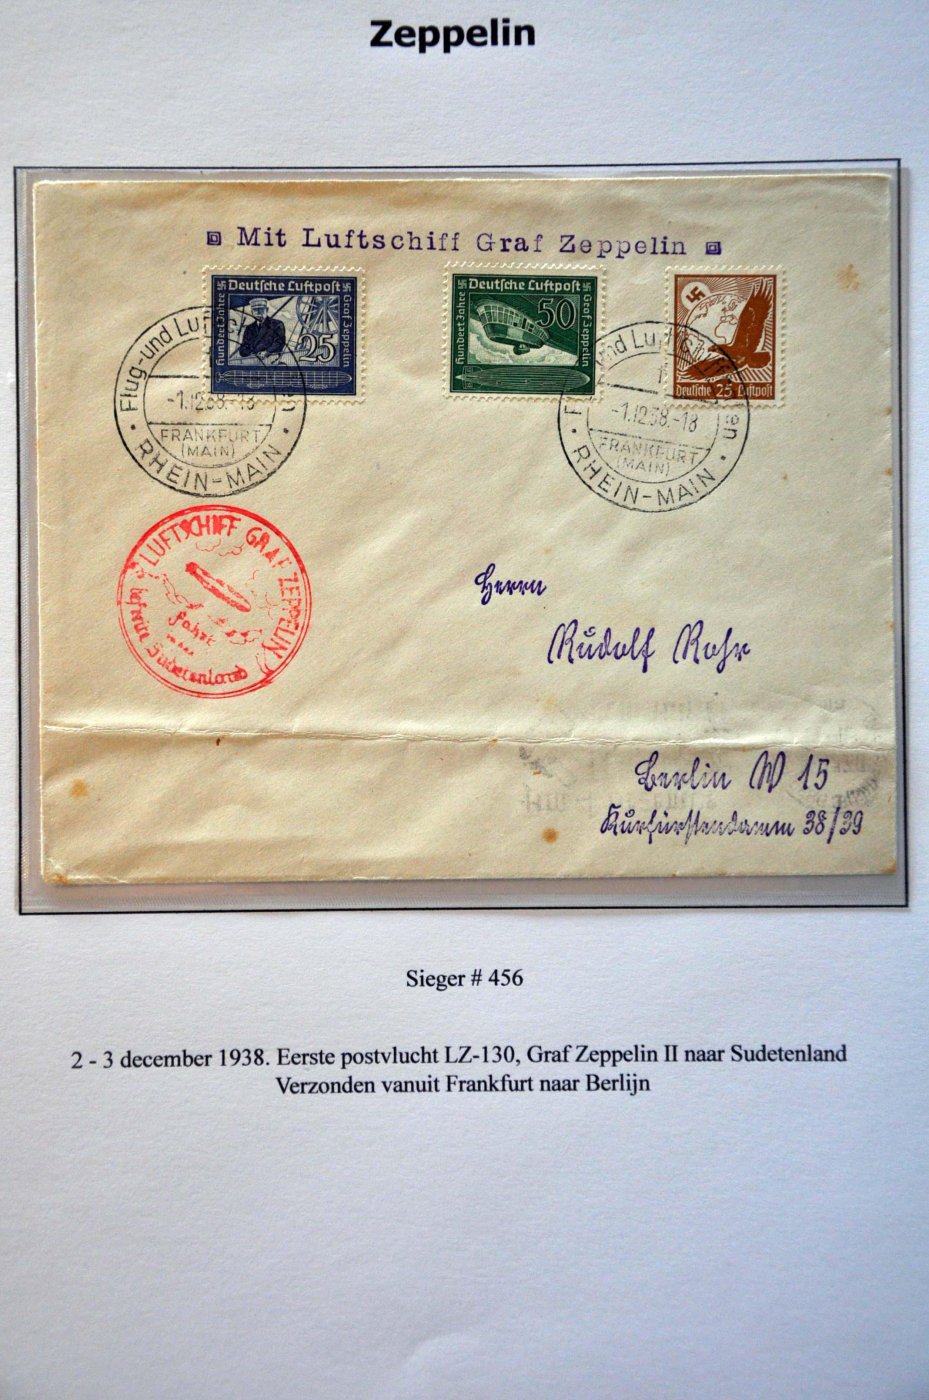 Zeppelin
Mit Luftschiff Graf Zeppelin
Deutsche Luftpost
Hundert Jahre
Graf Zeppelin
25
Deutsche Luftpost
Hundert Jahre
Graf Zeppelin
50
Deutsche 25 Luftpost
Flug- und Luft
-1.12.38.-18
FRANKFURT
(MAIN)
RHEIN-MAIN
und Luft
-1.12.38.-18
FRANKFURT
(MAIN)
RHEIN-MAIN
LUFTSCHIFF GRAF ZEPPELIN
Fahrt
Sudetenland
Herrn
Rudolf Rohr
Berlin W 15
Kurfürstendamm 38/39
Sieger # 456
2 - 3 december 1938. Eerste postvlucht LZ-130, Graf Zeppelin II naar Sudetenland
Verzonden vanuit Frankfurt naar Berlijn